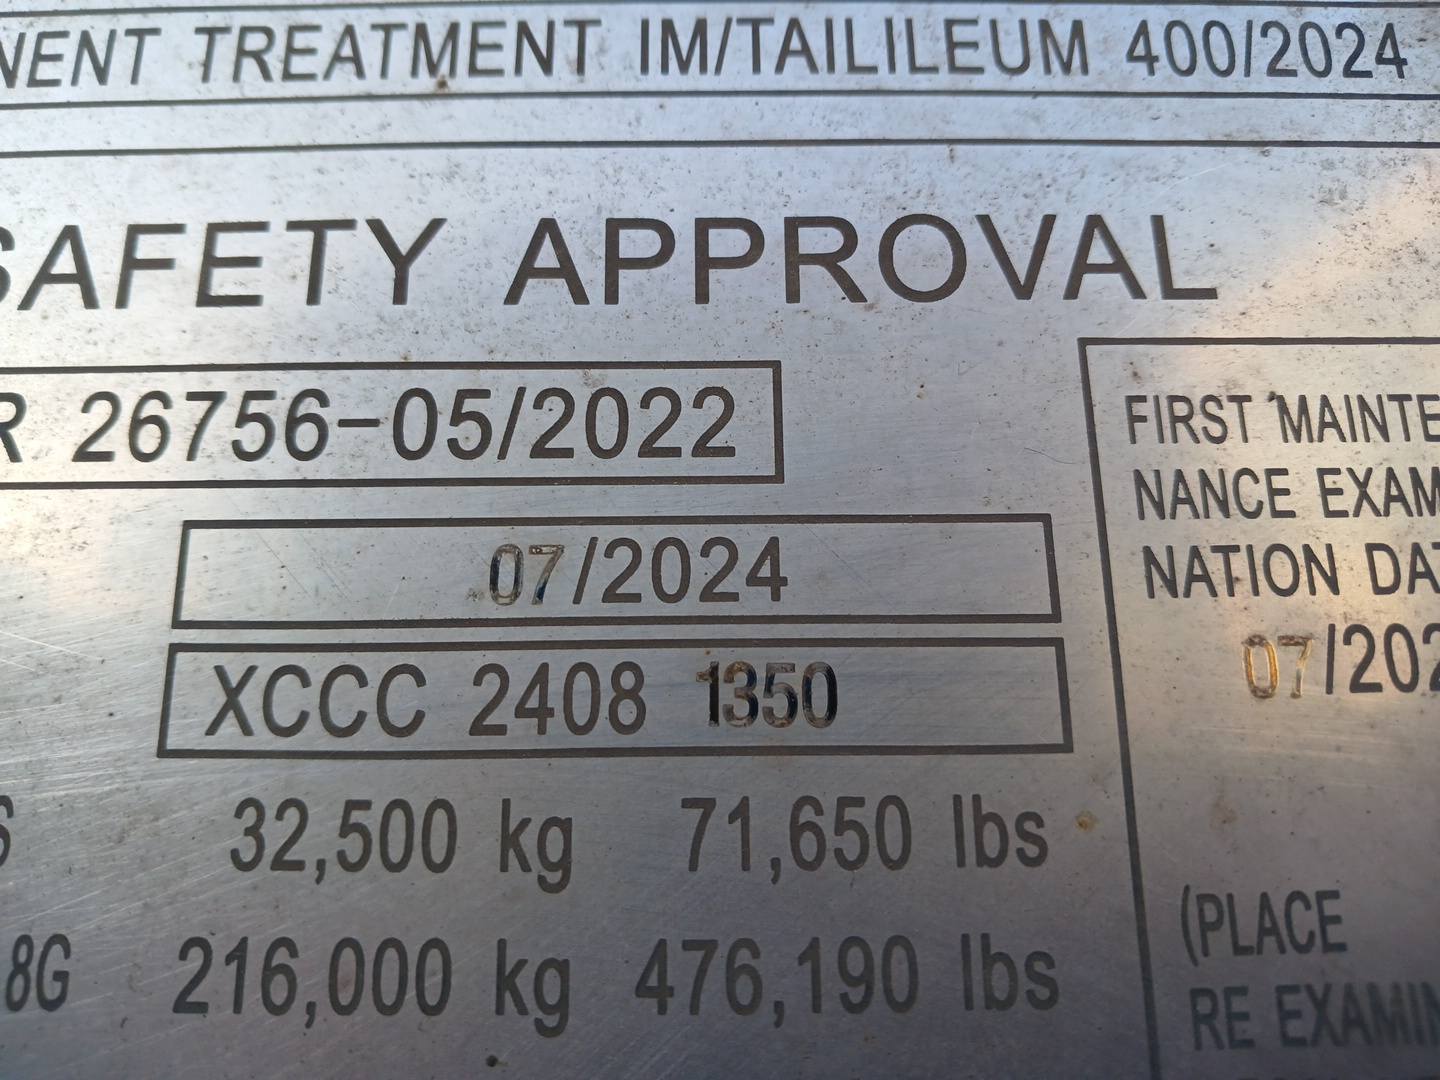 NENT TREATMENT IM/TAILILEUM 400/2024
SAFETY APPROVAL
R 26756-05/2022
07/2024
XCCC 2408 1350
S 32,500 kg 71,650 lbs
8G 216,000 kg 476,190 lbs
FIRST MAINTE
NANCE EXAM
NATION DAT
07/202
(PLACE
RE EXAMIN